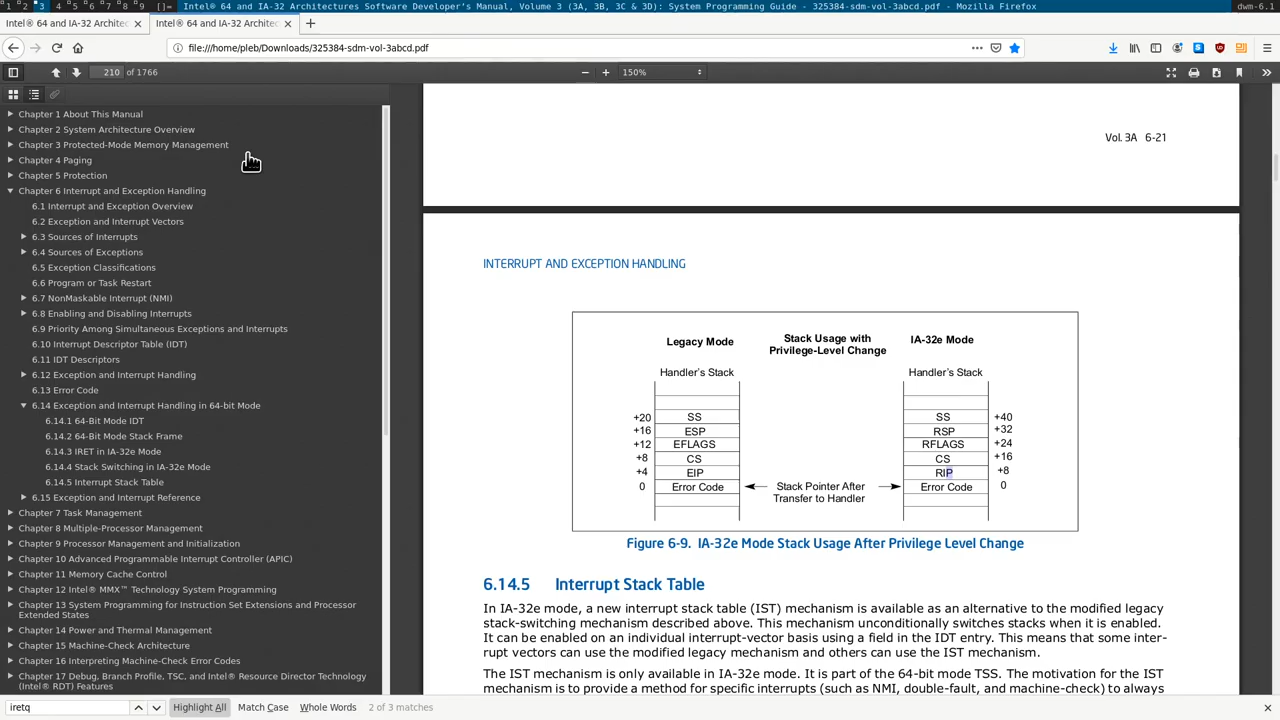 1 2 3 4 5 6 7 8 9 []= Intel® 64 and IA-32 Architectures Software Developer's Manual, Volume 3 (3A, 3B, 3C & 3D): System Programming Guide - 325384-sdm-vol-3abcd.pdf - Mozilla Firefox dwm-6.1
Intel® 64 and IA-32 Architec Intel® 64 and IA-32 Architec
file:///home/pleb/Downloads/325384-sdm-vol-3abcd.pdf
210 of 1766 150%
Chapter 1 About This Manual
Chapter 2 System Architecture Overview
Chapter 3 Protected-Mode Memory Management
Chapter 4 Paging
Chapter 5 Protection
Chapter 6 Interrupt and Exception Handling
6.1 Interrupt and Exception Overview
6.2 Exception and Interrupt Vectors
6.3 Sources of Interrupts
6.4 Sources of Exceptions
6.5 Exception Classifications
6.6 Program or Task Restart
6.7 NonMaskable Interrupt (NMI)
6.8 Enabling and Disabling Interrupts
6.9 Priority Among Simultaneous Exceptions and Interrupts
6.10 Interrupt Descriptor Table (IDT)
6.11 IDT Descriptors
6.12 Exception and Interrupt Handling
6.13 Error Code
6.14 Exception and Interrupt Handling in 64-bit Mode
6.14.1 64-Bit Mode IDT
6.14.2 64-Bit Mode Stack Frame
6.14.3 IRET in IA-32e Mode
6.14.4 Stack Switching in IA-32e Mode
6.14.5 Interrupt Stack Table
6.15 Exception and Interrupt Reference
Chapter 7 Task Management
Chapter 8 Multiple-Processor Management
Chapter 9 Processor Management and Initialization
Chapter 10 Advanced Programmable Interrupt Controller (APIC)
Chapter 11 Memory Cache Control
Chapter 12 Intel® MMX™ Technology System Programming
Chapter 13 System Programming for Instruction Set Extensions and Processor
Extended States
Chapter 14 Power and Thermal Management
Chapter 15 Machine-Check Architecture
Chapter 16 Interpreting Machine-Check Error Codes
Chapter 17 Debug, Branch Profile, TSC, and Intel® Resource Director Technology
(Intel® RDT) Features
Vol. 3A 6-21
INTERRUPT AND EXCEPTION HANDLING
Legacy Mode Stack Usage with IA-32e Mode
Privilege-Level Change
Handler's Stack Handler's Stack
+20 SS SS +40
+16 ESP RSP +32
+12 EFLAGS RFLAGS +24
+8 CS CS +16
+4 EIP RIP +8
0 Error Code Stack Pointer After Error Code 0
Transfer to Handler
Figure 6-9. IA-32e Mode Stack Usage After Privilege Level Change
6.14.5 Interrupt Stack Table
In IA-32e mode, a new interrupt stack table (IST) mechanism is available as an alternative to the modified legacy
stack-switching mechanism described above. This mechanism unconditionally switches stacks when it is enabled.
It can be enabled on an individual interrupt-vector basis using a field in the IDT entry. This means that some inter-
rupt vectors can use the modified legacy mechanism and others can use the IST mechanism.
The IST mechanism is only available in IA-32e mode. It is part of the 64-bit mode TSS. The motivation for the IST
mechanism is to provide a method for specific interrupts (such as NMI, double-fault, and machine-check) to always
iretq Highlight All Match Case Whole Words 2 of 3 matches